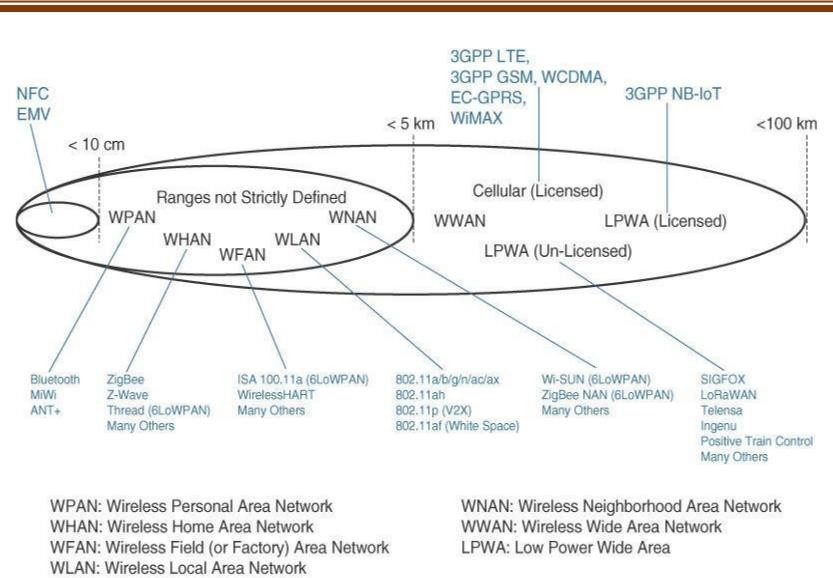 3GPP LTE,
3GPP GSM, WCDMA,
EC-GPRS,
WiMAX
3GPP NB-IoT
NFC
EMV
< 10 cm
< 5 km
<100 km
Ranges not Strictly Defined
WPAN
WHAN
WFAN
WLAN
WNAN
WWAN
Cellular (Licensed)
LPWA (Licensed)
LPWA (Un-Licensed)
Bluetooth
MiWi
ANT+
ZigBee
Z-Wave
Thread (6LoWPAN)
Many Others
ISA 100.11a (6LoWPAN)
WirelessHART
Many Others
802.11a/b/g/n/ac/ax
802.11ah
802.11p (V2X)
802.11af (White Space)
Wi-SUN (6LoWPAN)
ZigBee NAN (6LoWPAN)
Many Others
SIGFOX
LoRaWAN
Telensa
Ingenu
Positive Train Control
Many Others
WPAN: Wireless Personal Area Network
WHAN: Wireless Home Area Network
WFAN: Wireless Field (or Factory) Area Network
WLAN: Wireless Local Area Network
WNAN: Wireless Neighborhood Area Network
WWAN: Wireless Wide Area Network
LPWA: Low Power Wide Area